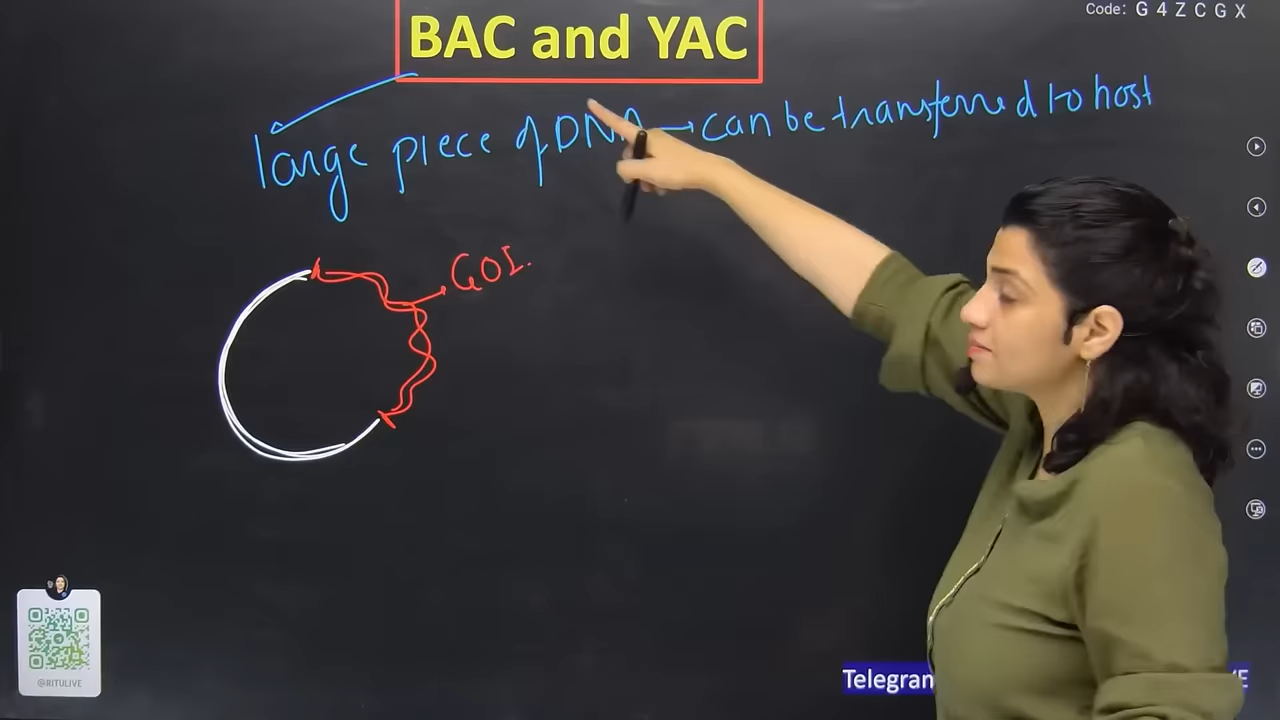 Code: G 4 Z C G X
BAC and YAC
large piece of DNA → can be transferred to host
GOI.
@RITULIVE
Telegram